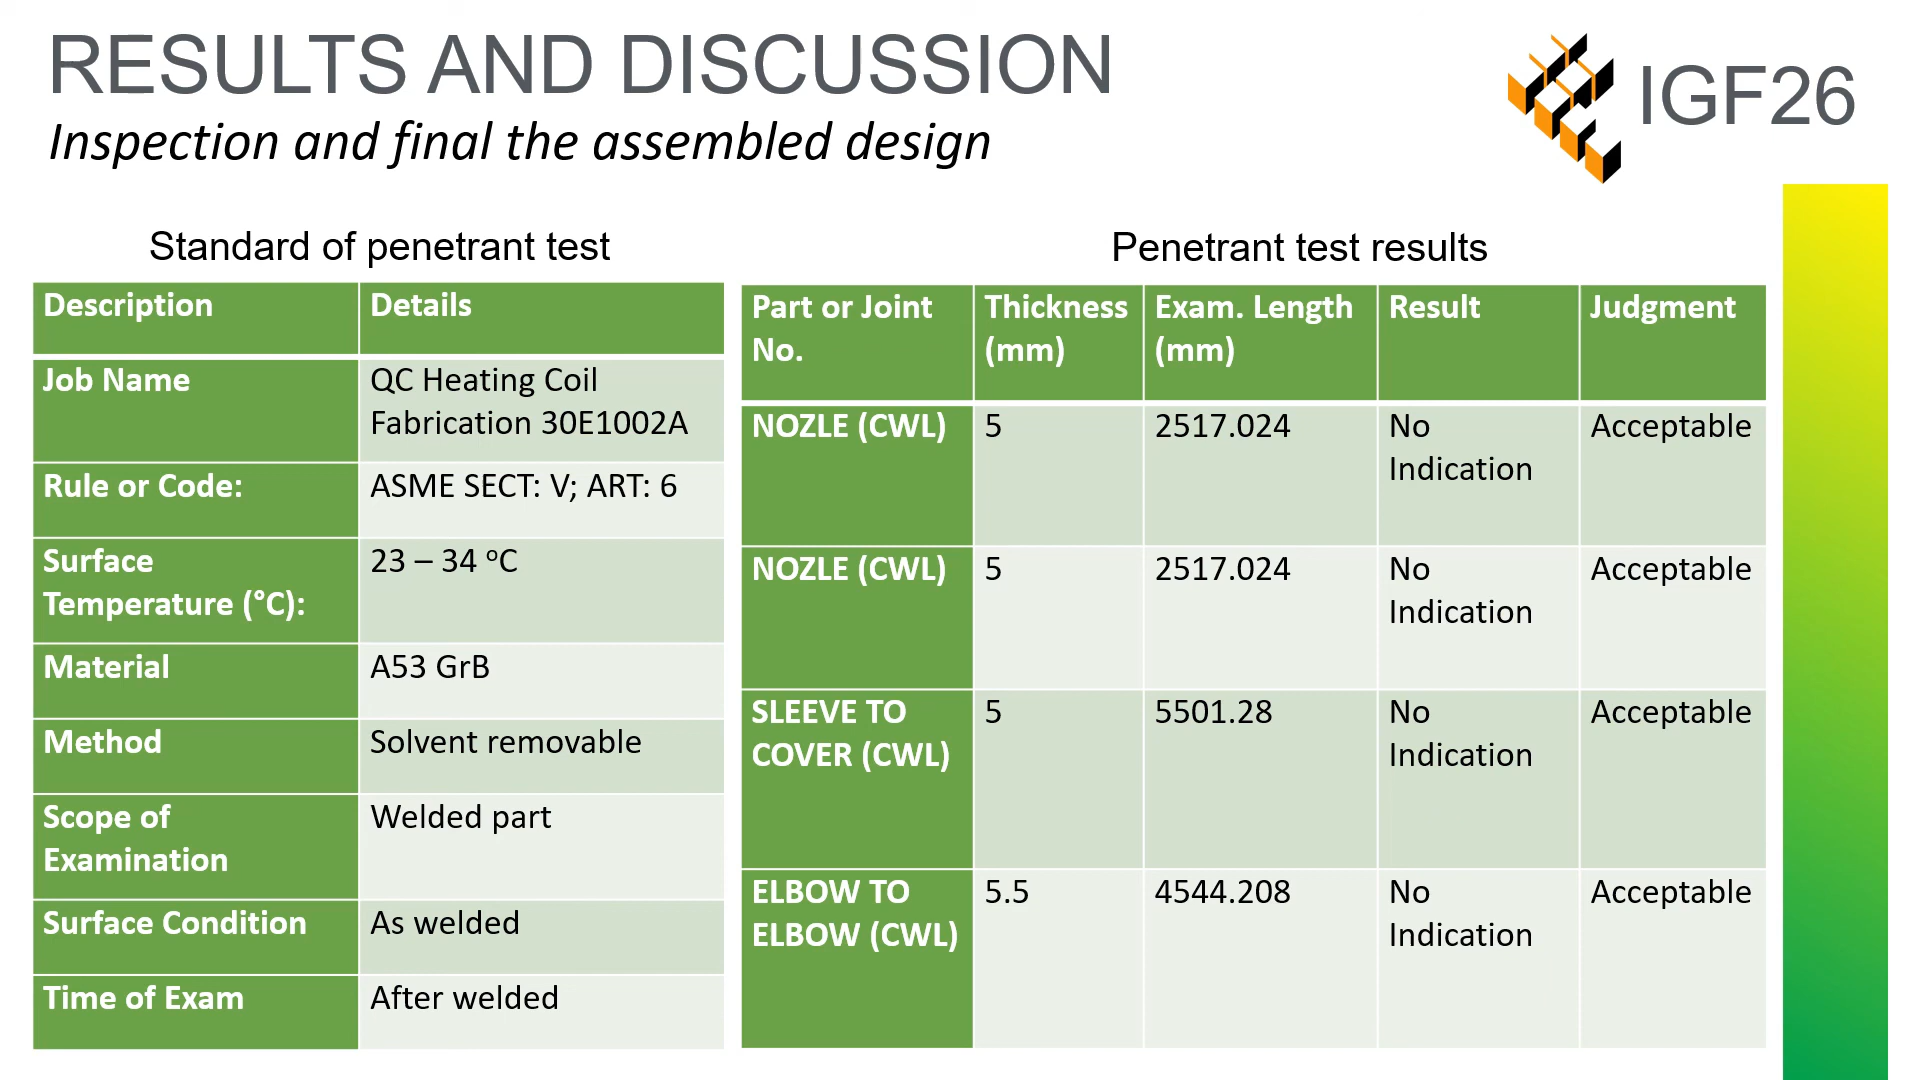 RESULTS AND DISCUSSION
Inspection and final the assembled design
IGF26
Standard of penetrant test
Description Details
Job Name QC Heating Coil
Fabrication 30E1002A
Rule or Code: ASME SECT: V; ART: 6
Surface 23 – 34 ºC
Temperature (°C):
Material A53 GrB
Method Solvent removable
Scope of Welded part
Examination
Surface Condition As welded
Time of Exam After welded
Penetrant test results
Part or Joint Thickness Exam. Length Result Judgment
No. (mm) (mm)
NOZLE (CWL) 5 2517.024 No Acceptable
Indication
NOZLE (CWL) 5 2517.024 No Acceptable
Indication
SLEEVE TO 5 5501.28 No Acceptable
COVER (CWL) Indication
ELBOW TO 5.5 4544.208 No Acceptable
ELBOW (CWL) Indication